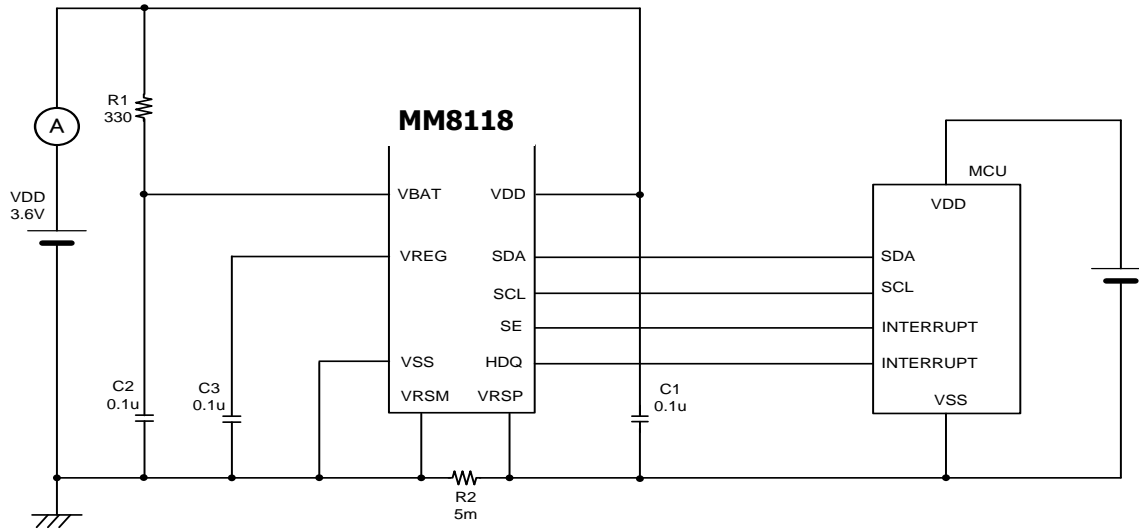 R1
330
A
MM8118
VDD
3.6V
VBAT
VDD
MCU
VDD
VREG
SDA
SDA
SCL
SCL
SE
INTERRUPT
VSS
HDQ
INTERRUPT
C2
0.1u
C3
0.1u
VRSM
VRSP
C1
0.1u
VSS
R2
5m